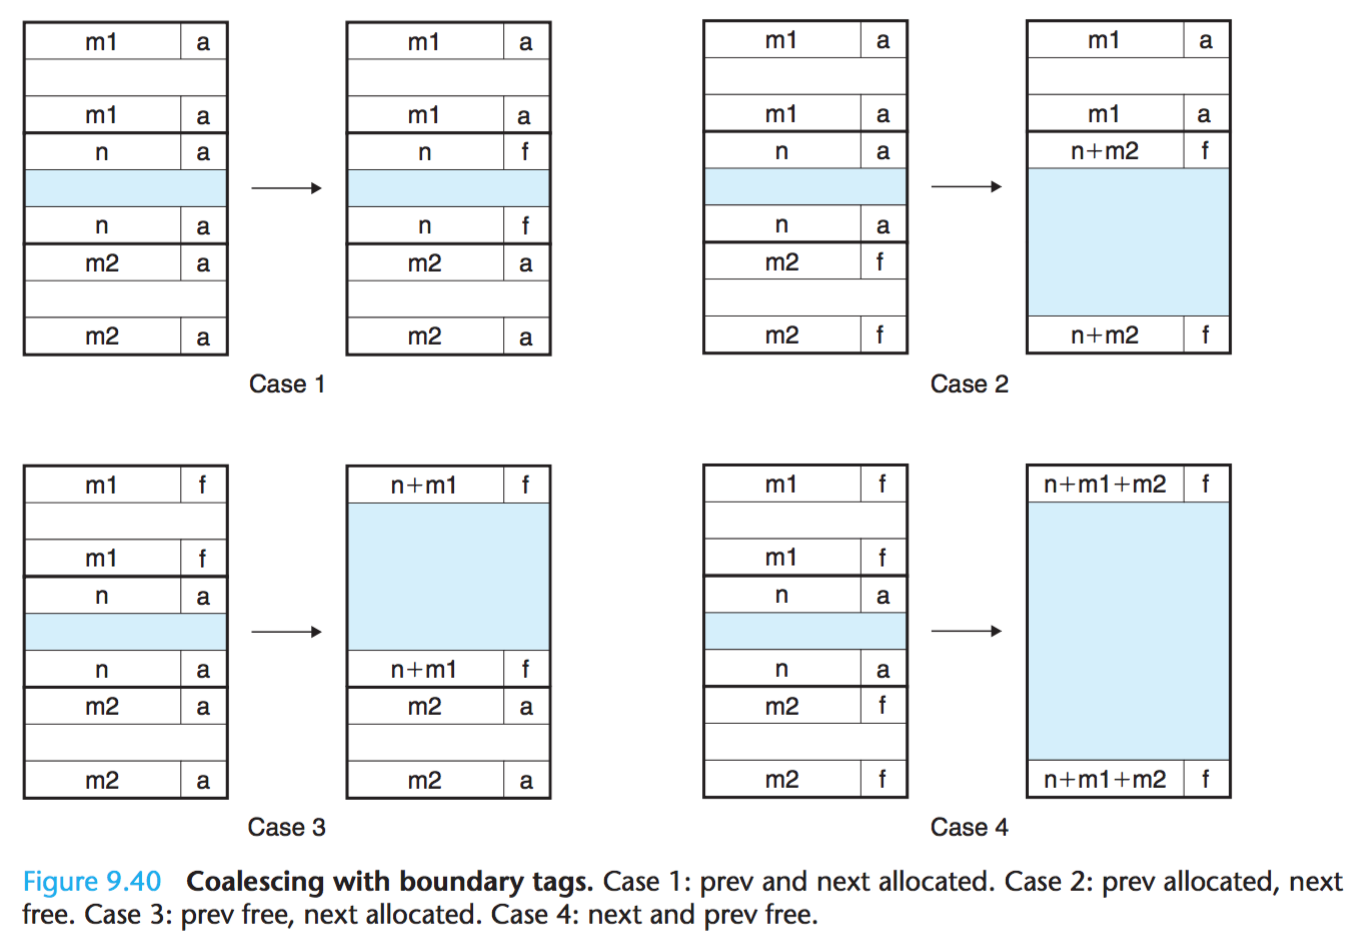 m1 a
m1 a
n a
n a
m2 a
m2 a
m1 a
m1 a
n f
n f
m2 a
m2 a
Case 1
m1 a
m1 a
n a
n a
m2 f
m2 f
m1 a
m1 a
n+m2 f
n+m2 f
Case 2
m1 f
m1 f
n a
n a
m2 a
m2 a
n+m1 f
n+m1 f
m2 a
m2 a
Case 3
m1 f
m1 f
n a
n a
m2 f
m2 f
n+m1+m2 f
n+m1+m2 f
Case 4
Figure 9.40 Coalescing with boundary tags. Case 1: prev and next allocated. Case 2: prev allocated, next
free. Case 3: prev free, next allocated. Case 4: next and prev free.